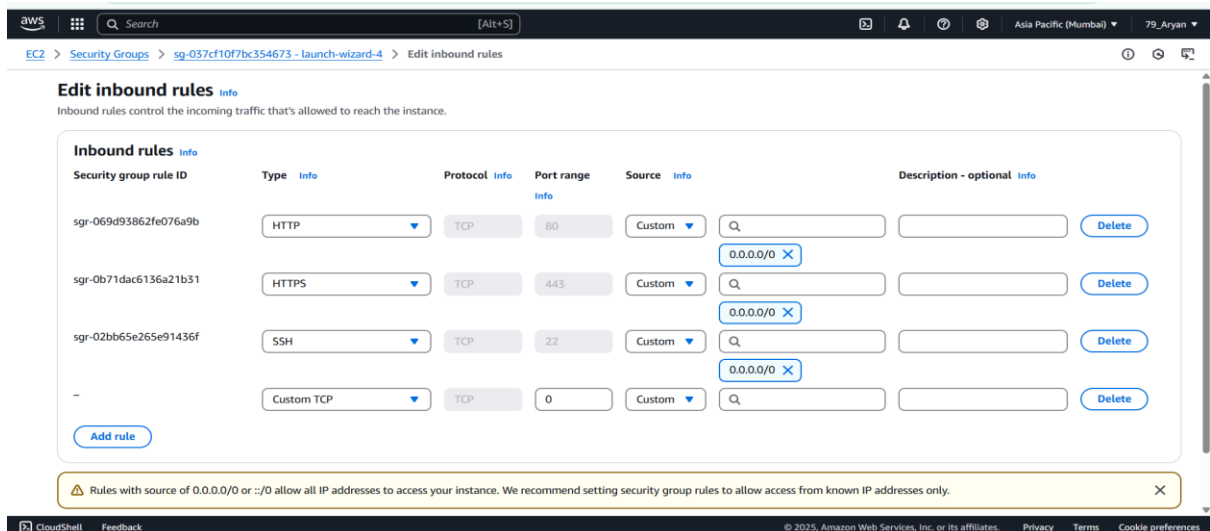 aws Search [Alt+S] Asia Pacific (Mumbai) 79_Aryan
EC2 > Security Groups > sg-037cf10f7bc354673 - launch-wizard-4 > Edit inbound rules
Edit inbound rules Info
Inbound rules control the incoming traffic that's allowed to reach the instance.
Inbound rules Info
Security group rule ID Type Info Protocol Info Port range Source Info Description - optional Info
Info
sgr-069d93862fe076a9b HTTP TCP 80 Custom Delete
0.0.0.0/0
sgr-0b71dac6136a21b31 HTTPS TCP 443 Custom Delete
0.0.0.0/0
sgr-02bb65e265e91436f SSH TCP 22 Custom Delete
0.0.0.0/0
– Custom TCP TCP 0 Custom Delete
Add rule
Rules with source of 0.0.0.0/0 or ::/0 allow all IP addresses to access your instance. We recommend setting security group rules to allow access from known IP addresses only.
CloudShell Feedback © 2025, Amazon Web Services, Inc. or its affiliates. Privacy Terms Cookie preferences